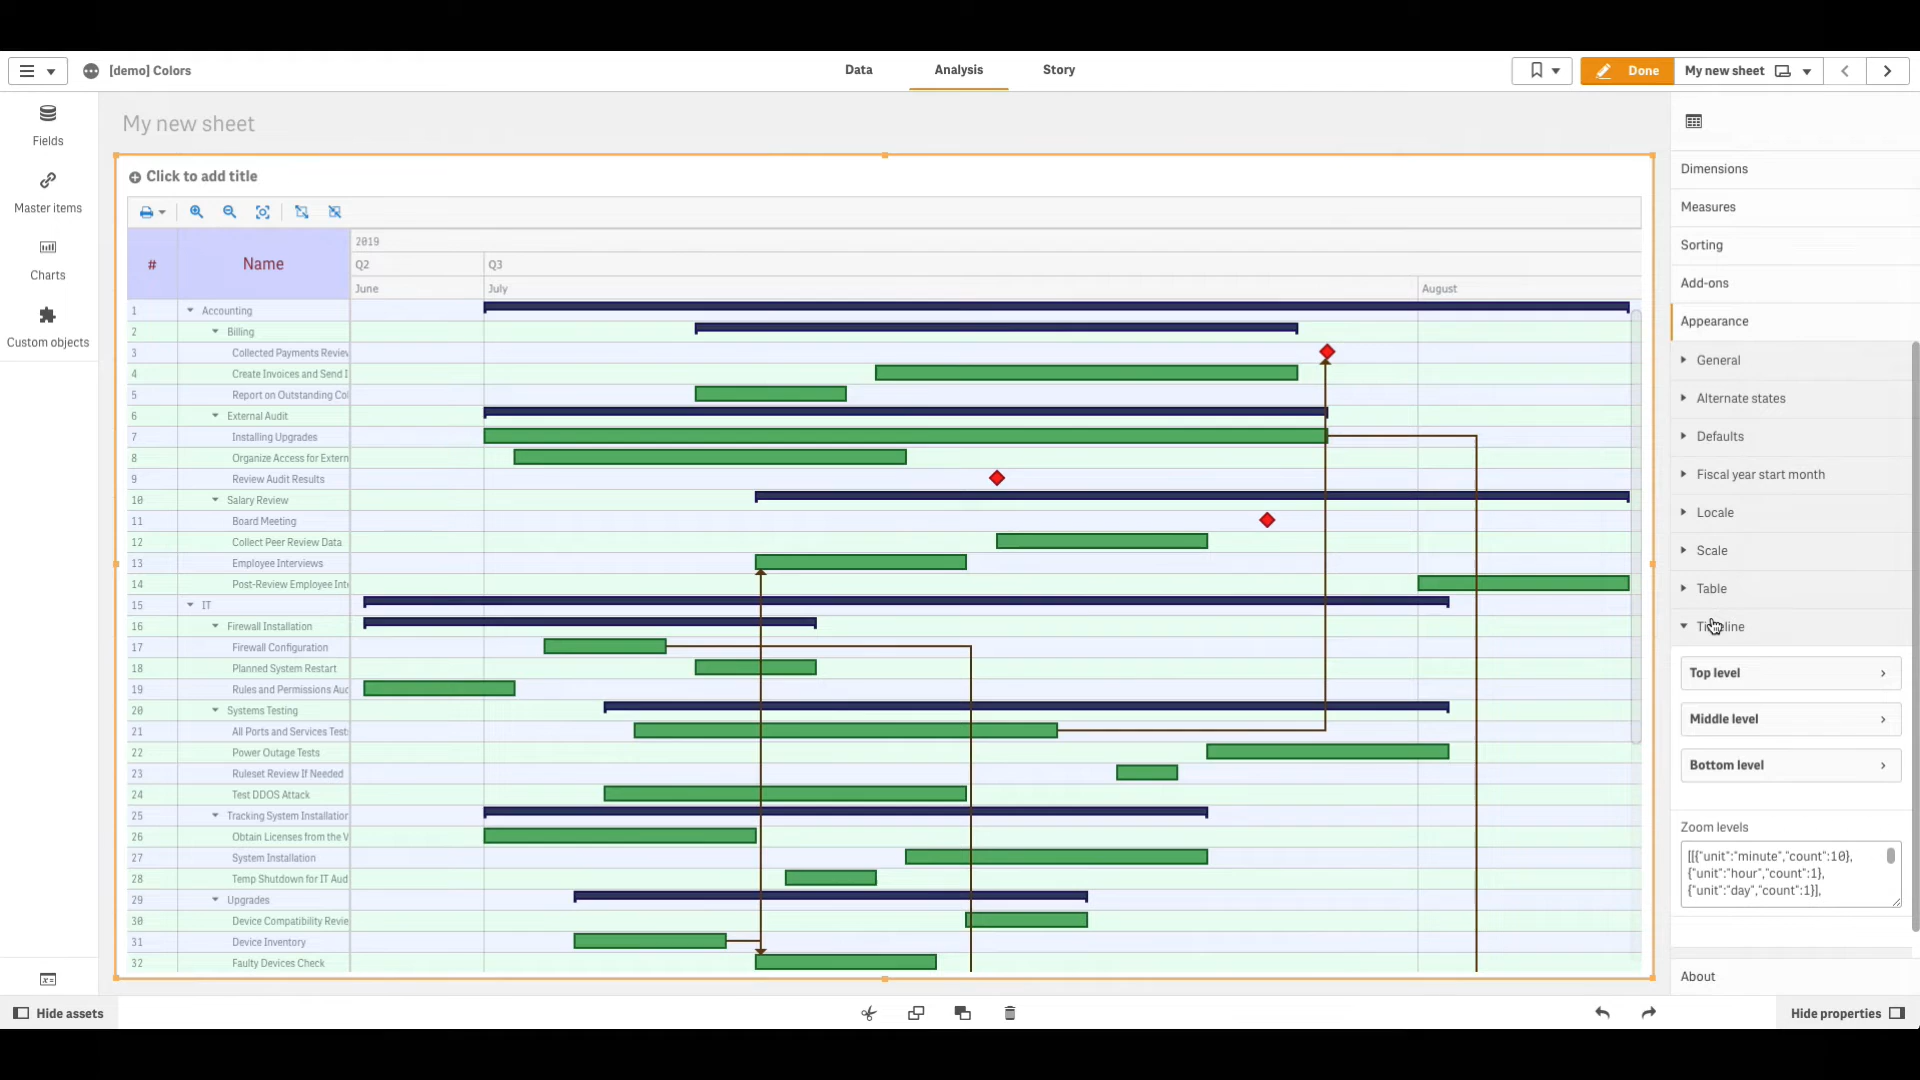 [demo] Colors
Data
Analysis
Story
Done
My new sheet
Fields
Master items
Charts
Custom objects
My new sheet
Click to add title
# Name
2019
Q2 Q3
June July August
1 Accounting
2 Billing
3 Collected Payments Review
4 Create Invoices and Send I
5 Report on Outstanding Col
6 External Audit
7 Installing Upgrades
8 Organize Access for Extern
9 Review Audit Results
10 Salary Review
11 Board Meeting
12 Collect Peer Review Data
13 Employee Interviews
14 Post-Review Employee Inte
15 IT
16 Firewall Installation
17 Firewall Configuration
18 Planned System Restart
19 Rules and Permissions Aud
20 Systems Testing
21 All Ports and Services Test
22 Power Outage Tests
23 Ruleset Review If Needed
24 Test DDOS Attack
25 Tracking System Installation
26 Obtain Licenses from the V
27 System Installation
28 Temp Shutdown for IT Aud
29 Upgrades
30 Device Compatibility Revie
31 Device Inventory
32 Faulty Devices Check
Dimensions
Measures
Sorting
Add-ons
Appearance
General
Alternate states
Defaults
Fiscal year start month
Locale
Scale
Table
Timeline
Top level
Middle level
Bottom level
Zoom levels
[[{"unit":"minute","count":10},
{"unit":"hour","count":1},
{"unit":"day","count":1}],
About
Hide assets
Hide properties